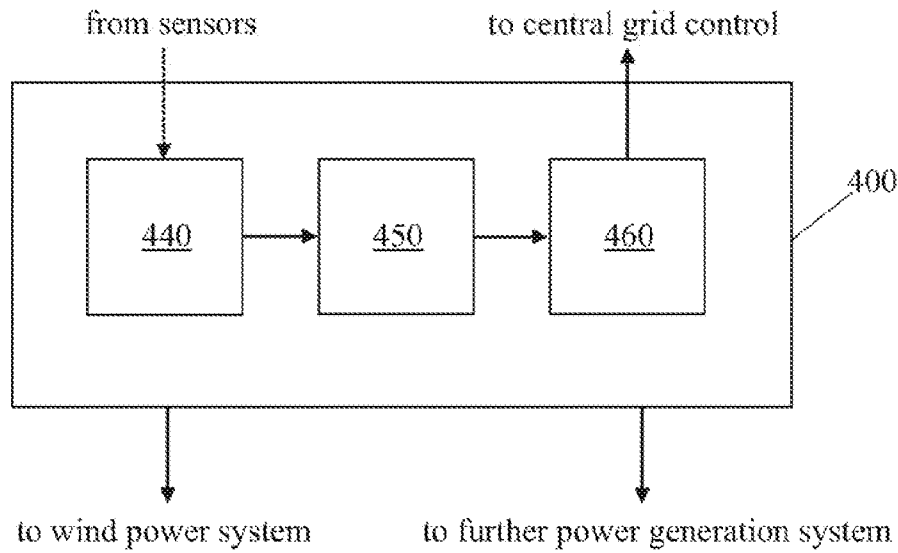 from sensors
to central grid control
400
440
450
460
to wind power system
to further power generation system